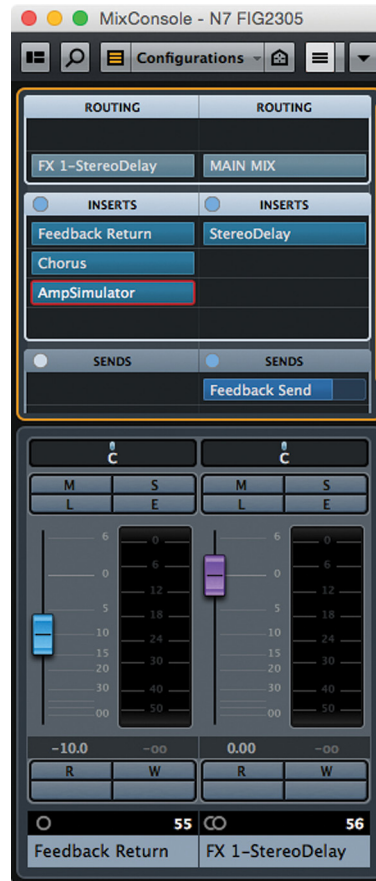 MixConsole - N7 FIG2305
Configurations
ROUTING ROUTING
FX 1-StereoDelay MAIN MIX
INSERTS INSERTS
Feedback Return StereoDelay
Chorus
AmpSimulator
SENDS SENDS
Feedback Send
C C
M S M S
L E L E
6 0 6 0
0 6 0 6
12 12
5 18 5 18
10 24 10 24
15 30 15 30
20 20
30 40 30 40
00 50 00 50
-10.0 -oo 0.00 -oo
R W R W
55 56
Feedback Return FX 1-StereoDelay